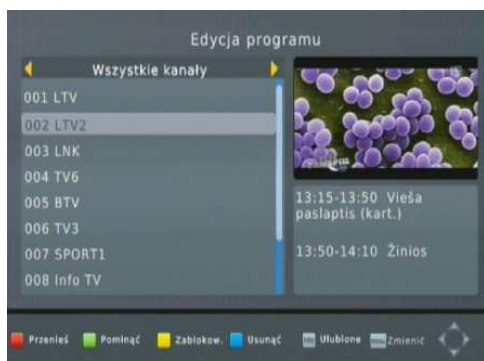 Edycja programu
Wszystkie kanały
001 LTV
002 LTV2
003 LNK
004 TV6
005 BTV
006 TV3
007 SPORT1
008 Info TV
13:15-13:50 Vieša
paslaptis (kart.)
13:50-14:10 Žinios
Przenieś Pominąć Zablokow. Usunąć Ulubione Zmienić